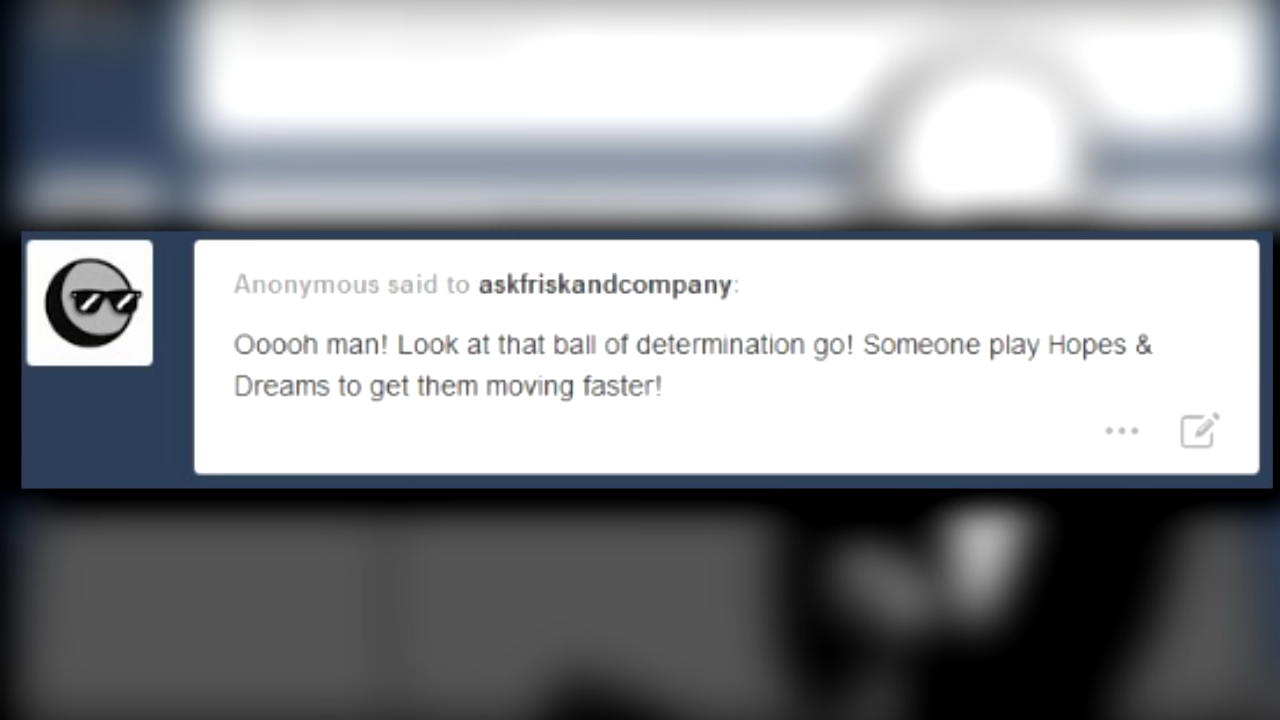 Anonymous said to askfriskandcompany:
Ooooh man! Look at that ball of determination go! Someone play Hopes &
Dreams to get them moving faster!